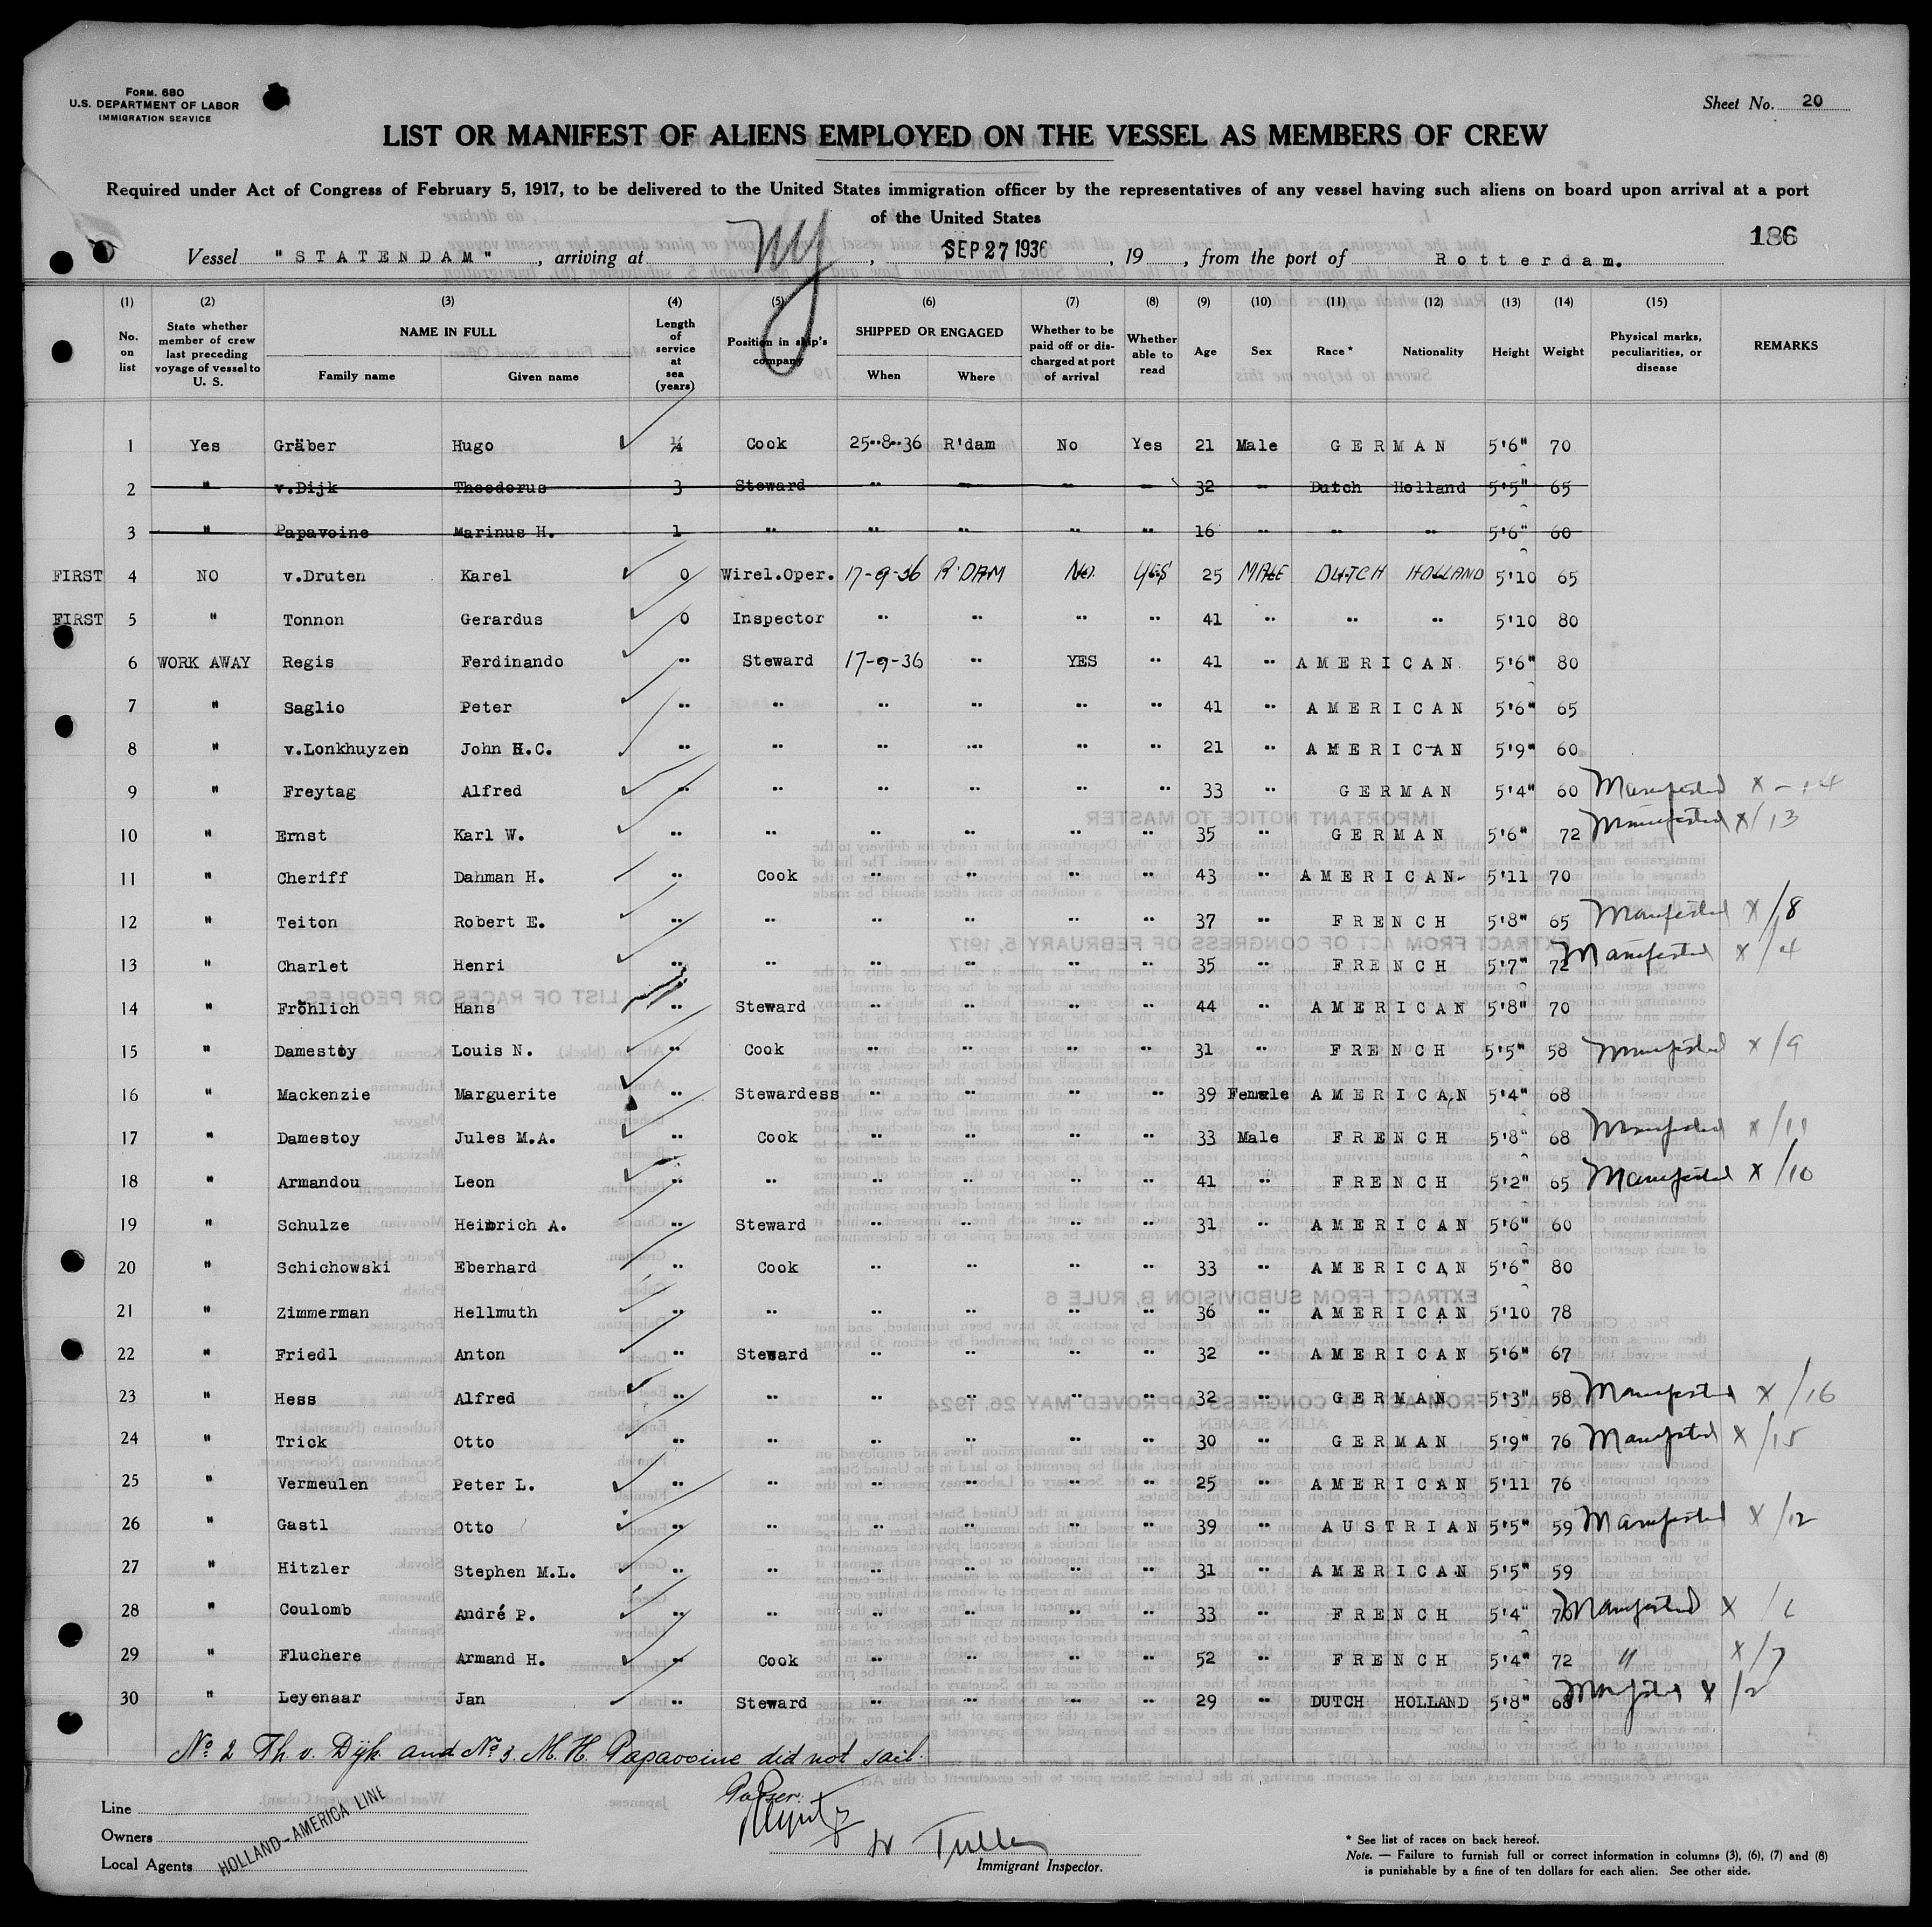 FORM. 680
U.S. DEPARTMENT OF LABOR
IMMIGRATION SERVICE
Sheet No. 20
LIST OR MANIFEST OF ALIENS EMPLOYED ON THE VESSEL AS MEMBERS OF CREW
Required under Act of Congress of February 5, 1917, to be delivered to the United States immigration officer by the representatives of any vessel having such aliens on board upon arrival at a port
of the United States
186
Vessel "STATENDAM", arriving at NY, SEP 27 1936, 19, from the port of Rotterdam.
(1) (2) (3) (4) (5) (6) (7) (8) (9) (10) (11) (12) (13) (14) (15)
No. on list State whether member of crew last preceding voyage of vessel to U. S. NAME IN FULL Family name Given name Length of service at sea (years) Position in ship's company SHIPPED OR ENGAGED When Where Whether to be paid off or discharged at port of arrival Whether able to read Age Sex Race* Nationality Height Weight Physical marks, peculiarities, or disease REMARKS
1 Yes Gräber Hugo ¼ Cook 25-8-36 R'dam No Yes 21 Male GERMAN 5'6" 70
2 " v.Dijk Theodorus 3 Steward " " " " 32 " Dutch Holland 5'5" 65
3 " Papavoine Marinus H. 1 " " " " " 16 " " " 5'6" 60
FIRST 4 NO v.Druten Karel 0 Wirel.Oper. 17-9-36 R'DAM No. YES 25 MALE DUTCH HOLLAND 5'10 65
FIRST 5 " Tonnon Gerardus 0 Inspector " " " " 41 " " " 5'10 80
6 WORK AWAY Regis Ferdinando " Steward 17-9-36 " YES " 41 " AMERICAN 5'6" 80
7 " Saglio Peter " " " " " " 41 " AMERICAN 5'6" 65
8 " v.Lonkhuyzen John H.C. " " " " " " 21 " AMERICAN 5'9" 60
9 " Freytag Alfred " " " " " " 33 " GERMAN 5'4" 60 Manifested X
10 " Ernst Karl W. " " " " " " 35 " GERMAN 5'6" 72 Manifested X/13
11 " Cheriff Dahman H. " Cook " " " " 43 " AMERICAN 5'11 70
12 " Teiton Robert E. " " " " " " 37 " FRENCH 5'8" 65 Manifested X/8
13 " Charlet Henri " " " " " " 35 " FRENCH 5'7" 72 Manifested X/4
14 " Fröhlich Hans " Steward " " " " 44 " AMERICAN 5'8" 70
15 " Damestoy Louis N. " Cook " " " " 31 " FRENCH 5'5" 58 Manifested X/9
16 " Mackenzie Marguerite " Stewardess " " " " 39 Female AMERICAN 5'4" 68
17 " Damestoy Jules M.A. " Cook " " " " 33 Male FRENCH 5'8" 68 Manifested X/11
18 " Armandou Leon " " " " " " 41 " FRENCH 5'2" 65 Manifested X/10
19 " Schulze Heinrich A. " Steward " " " " 31 " AMERICAN 5'6" 60
20 " Schichowski Eberhard " Cook " " " " 33 " AMERICAN 5'6" 80
21 " Zimmerman Hellmuth " " " " " " 36 " AMERICAN 5'10 78
22 " Friedl Anton " Steward " " " " 32 " AMERICAN 5'6" 67
23 " Hess Alfred " " " " " " 32 " GERMAN 5'3" 58 Manifested X/16
24 " Trick Otto " " " " " " 30 " GERMAN 5'9" 76 Manifested X/15
25 " Vermeulen Peter L. " " " " " " 25 " AMERICAN 5'11 76
26 " Gastl Otto " " " " " " 39 " AUSTRIAN 5'5" 59 Manifested X/12
27 " Hitzler Stephen M.L. " " " " " " 31 " AMERICAN 5'5" 59
28 " Coulomb André P. " " " " " " 33 " FRENCH 5'4" 70 Manifested X/6
29 " Fluchere Armand H. " Cook " " " " 52 " FRENCH 5'4" 72 " X/7
30 " Leyenaar Jan " Steward " " " " 29 " DUTCH HOLLAND 5'8" 68 Manifested X/2
No. 2 Th. v. Dijk and No. 3. M. H. Papavoine did not sail.
Purser.
Line
Owners
Local Agents
HOLLAND-AMERICA LINE
Immigrant Inspector.
* See list of races on back hereof.
Note. — Failure to furnish full or correct information in columns (3), (6), (7) and (8)
is punishable by a fine of ten dollars for each alien. See other side.